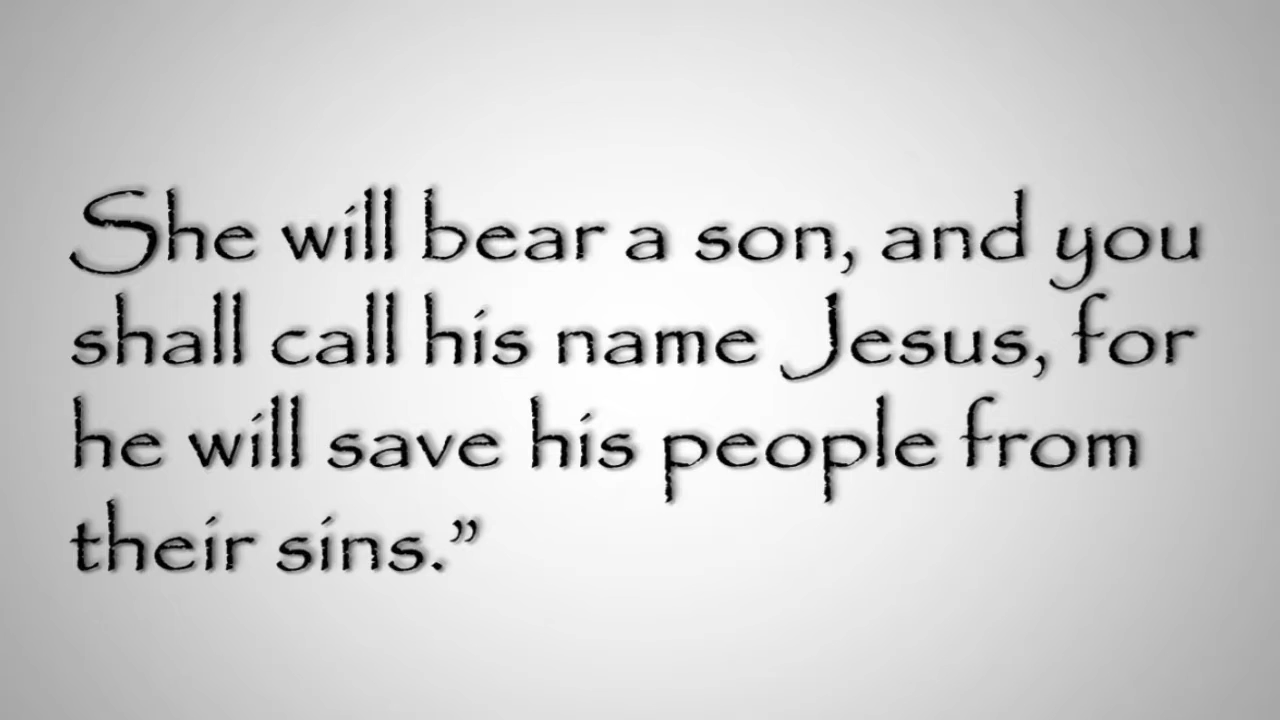 She will bear a son, and you
shall call his name Jesus, for
he will save his people from
their sins.”